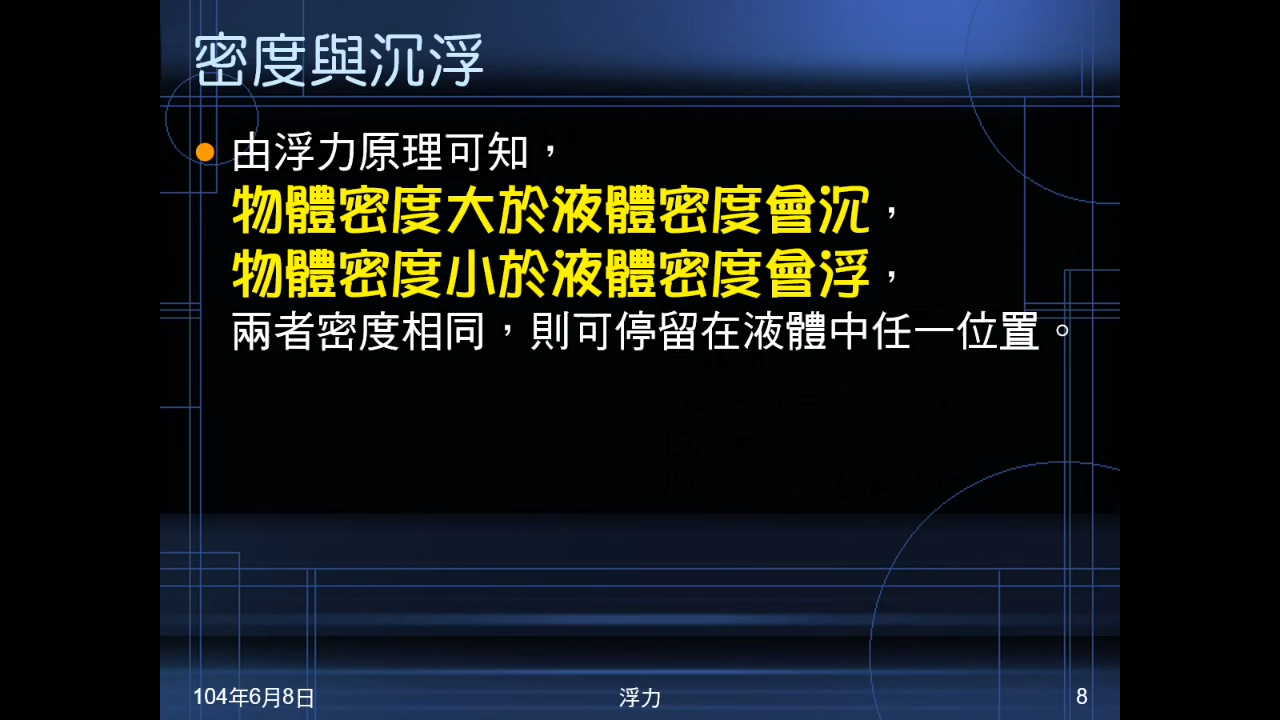 密度與沉浮
由浮力原理可知，
物體密度大於液體密度會沉，
物體密度小於液體密度會浮，
兩者密度相同，則可停留在液體中任一位置。
104年6月8日
浮力
8